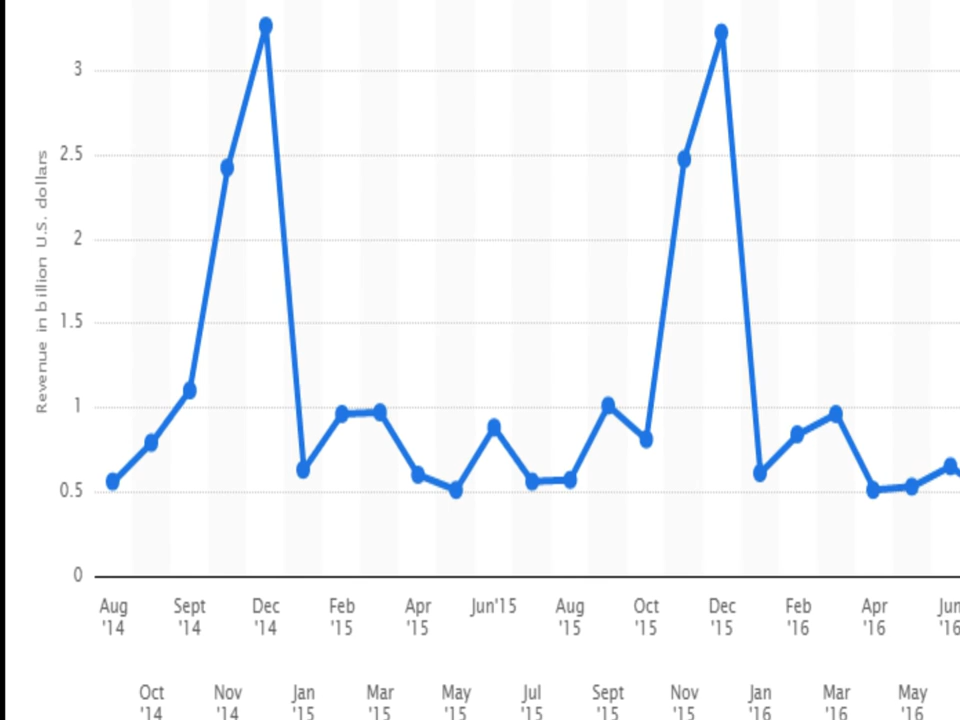 3
2.5
2
1.5
1
0.5
0
Revenue in billion U.S. dollars
Aug Sept Dec Feb Apr Jun'15 Aug Oct Dec Feb Apr Jun
'14 '14 '14 '15 '15 '15 '15 '15 '16 '16 '16
Oct Nov Jan Mar May Jul Sept Nov Jan Mar May
'14 '14 '15 '15 '15 '15 '15 '15 '16 '16 '16